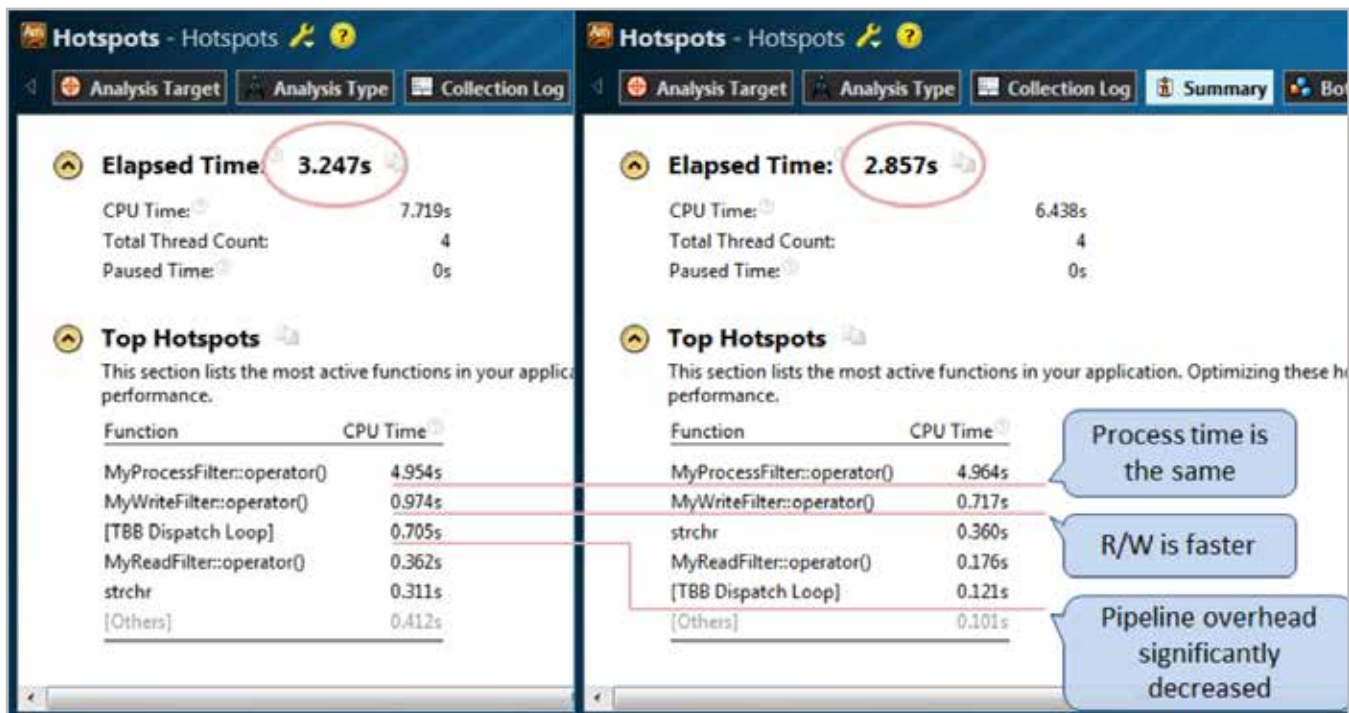 Hotspots - Hotspots ?
Analysis Target Analysis Type Collection Log
Elapsed Time: 3.247s
CPU Time: 7.719s
Total Thread Count: 4
Paused Time: 0s
Top Hotspots
This section lists the most active functions in your applica
performance.
Function CPU Time
MyProcessFilter::operator() 4.954s
MyWriteFilter::operator() 0.974s
[TBB Dispatch Loop] 0.705s
MyReadFilter::operator() 0.362s
strchr 0.311s
[Others] 0.412s
Hotspots - Hotspots ?
Analysis Target Analysis Type Collection Log Summary Bot
Elapsed Time: 2.857s
CPU Time: 6.438s
Total Thread Count: 4
Paused Time: 0s
Top Hotspots
This section lists the most active functions in your application. Optimizing these h
performance.
Function CPU Time
MyProcessFilter::operator() 4.964s
MyWriteFilter::operator() 0.717s
strchr 0.360s
MyReadFilter::operator() 0.176s
[TBB Dispatch Loop] 0.121s
[Others] 0.101s
Process time is
the same
R/W is faster
Pipeline overhead
significantly
decreased